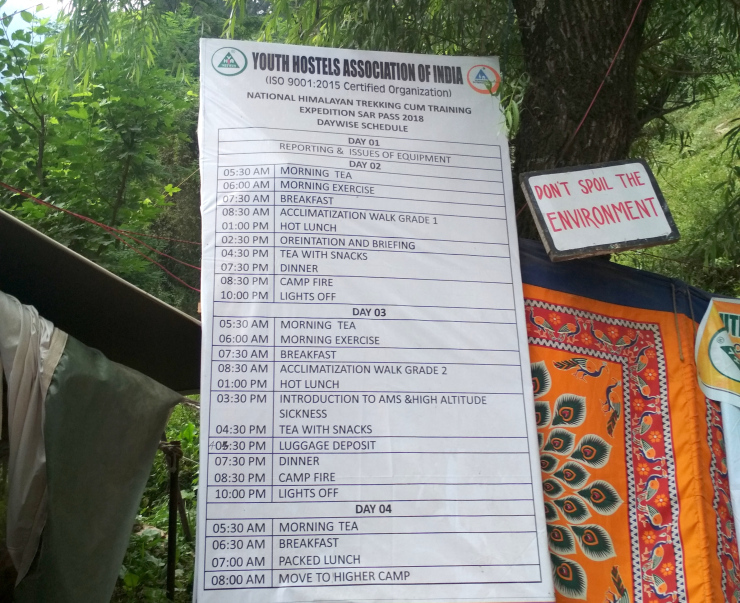 YOUTH HOSTELS ASSOCIATION OF INDIA
(ISO 9001:2015 Certified Organization)
NATIONAL HIMALAYAN TREKKING CUM TRAINING
EXPEDITION SAR PASS 2018
DAYWISE SCHEDULE
DAY 01
REPORTING & ISSUES OF EQUIPMENT
DAY 02
05:30 AM MORNING TEA
06:00 AM MORNING EXERCISE
07:30 AM BREAKFAST
08:30 AM ACCLIMATIZATION WALK GRADE 1
01:00 PM HOT LUNCH
02:30 PM OREINTATION AND BRIEFING
04:30 PM TEA WITH SNACKS
07:30 PM DINNER
08:30 PM CAMP FIRE
10:00 PM LIGHTS OFF
DAY 03
05:30 AM MORNING TEA
06:00 AM MORNING EXERCISE
07:30 AM BREAKFAST
08:30 AM ACCLIMATIZATION WALK GRADE 2
01:00 PM HOT LUNCH
03:30 PM INTRODUCTION TO AMS &HIGH ALTITUDE
SICKNESS
04:30 PM TEA WITH SNACKS
05:30 PM LUGGAGE DEPOSIT
07:30 PM DINNER
08:30 PM CAMP FIRE
10:00 PM LIGHTS OFF
DAY 04
05:30 AM MORNING TEA
06:30 AM BREAKFAST
07:00 AM PACKED LUNCH
08:00 AM MOVE TO HIGHER CAMP
DON'T SPOIL THE
ENVIRONMENT